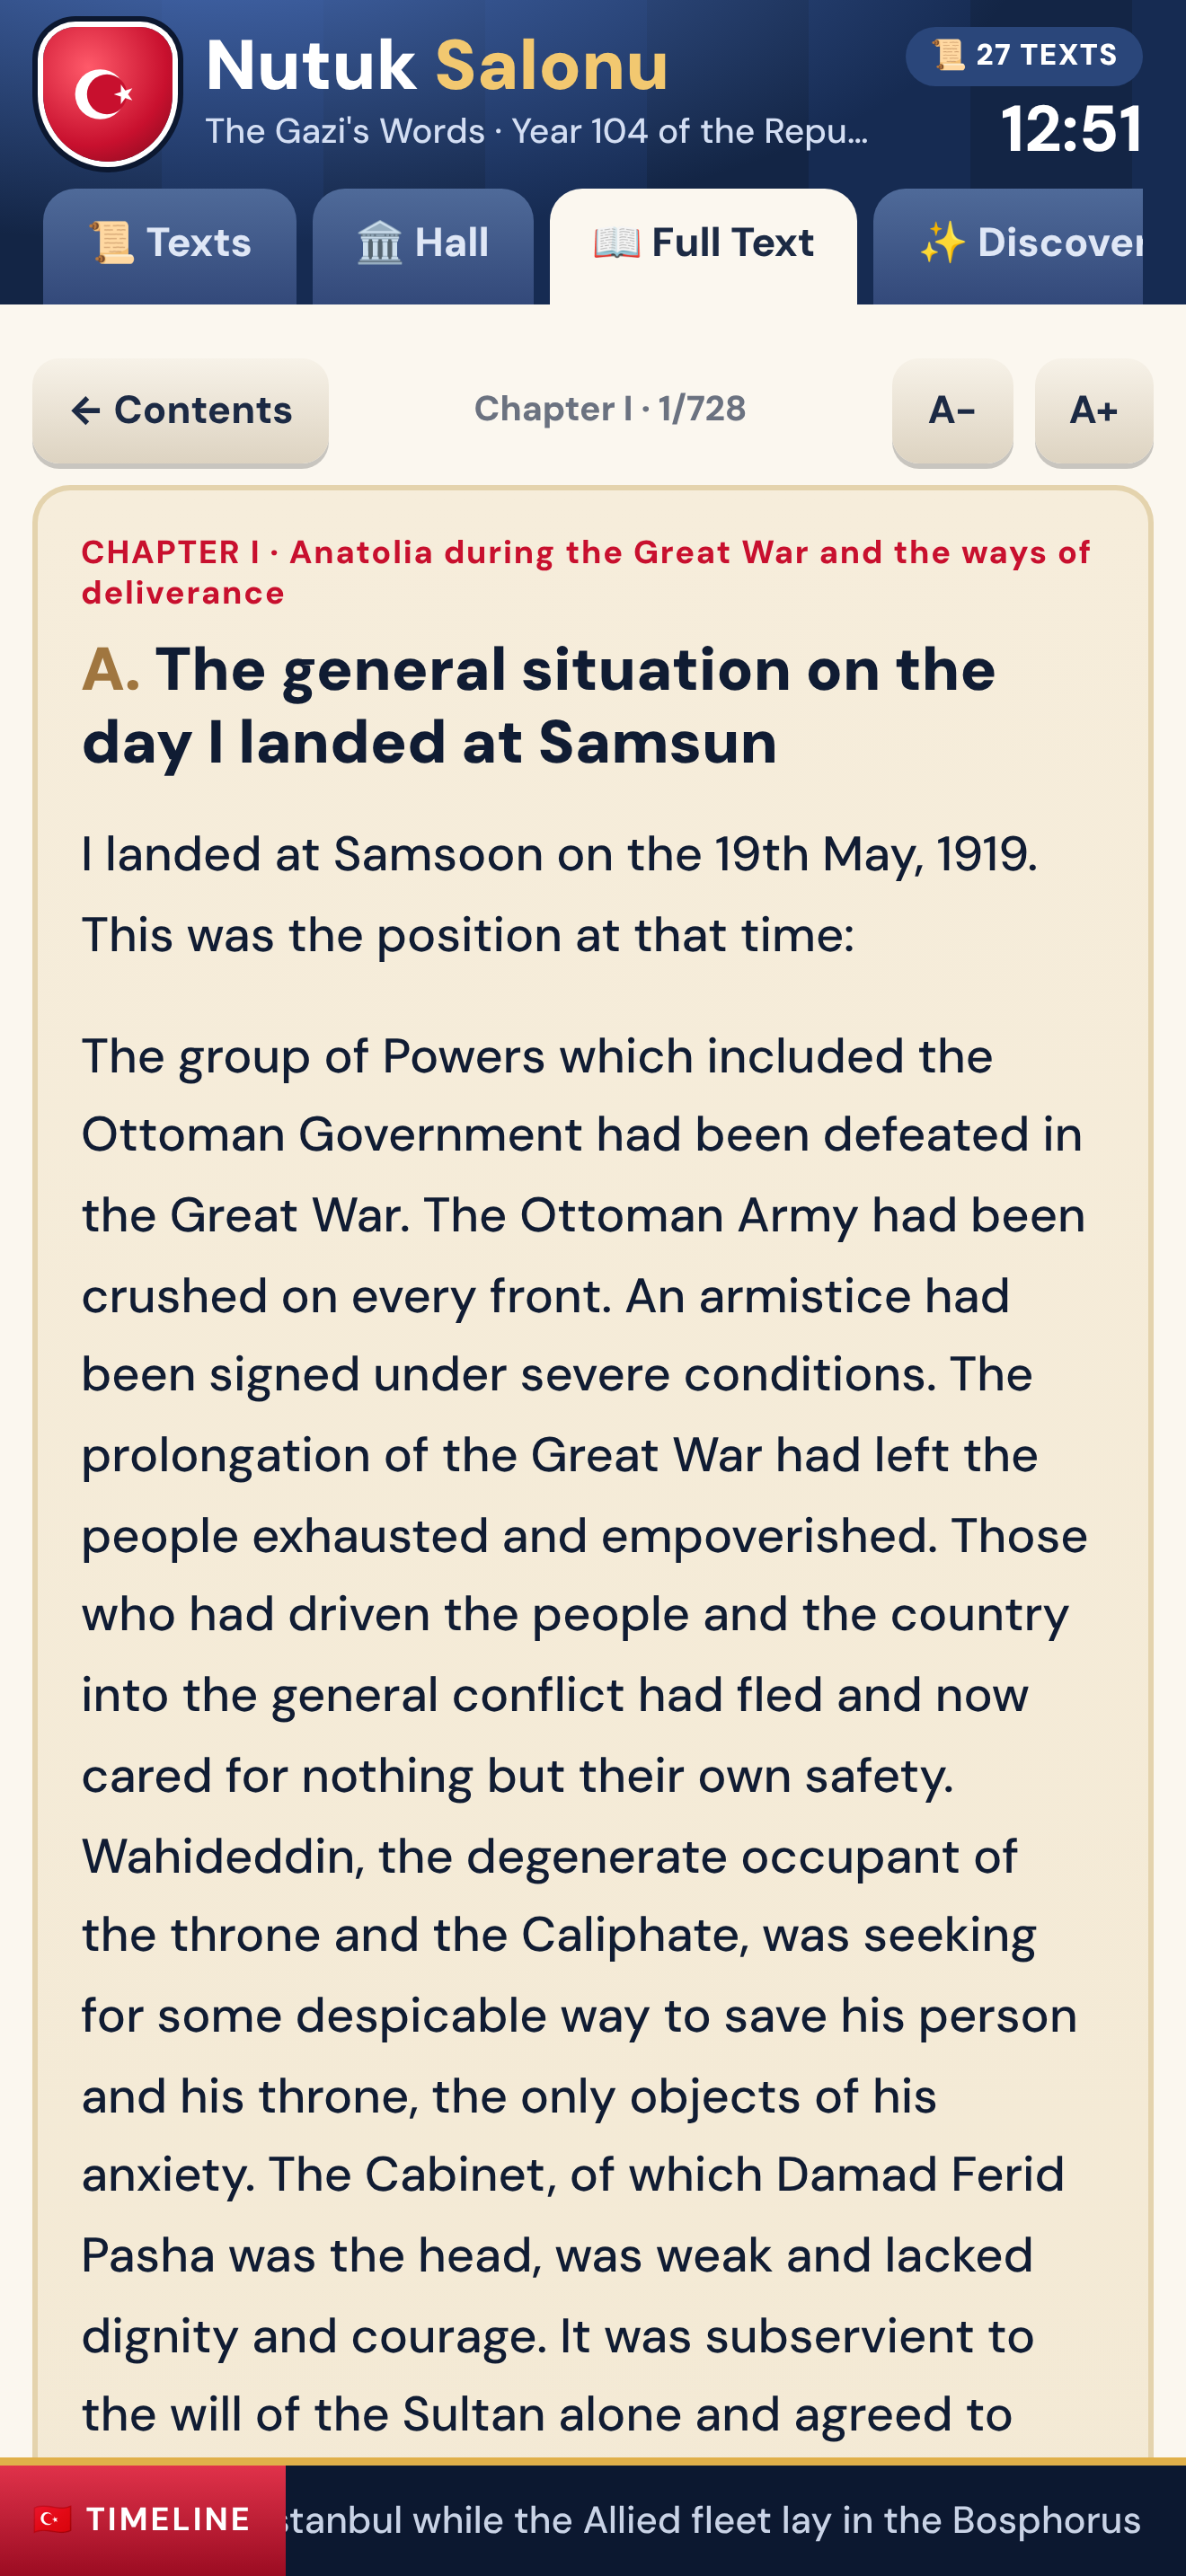 Nutuk Salonu
The Gazi's Words · Year 104 of the Repu...
📜 27 TEXTS
12:51
📜 Texts
🏛️ Hall
📖 Full Text
✨ Discover
← Contents
Chapter I · 1/728
A-
A+
CHAPTER I · Anatolia during the Great War and the ways of
deliverance
A. The general situation on the
day I landed at Samsun
I landed at Samsoon on the 19th May, 1919.
This was the position at that time:
The group of Powers which included the
Ottoman Government had been defeated in
the Great War. The Ottoman Army had been
crushed on every front. An armistice had
been signed under severe conditions. The
prolongation of the Great War had left the
people exhausted and empoverished. Those
who had driven the people and the country
into the general conflict had fled and now
cared for nothing but their own safety.
Wahideddin, the degenerate occupant of
the throne and the Caliphate, was seeking
for some despicable way to save his person
and his throne, the only objects of his
anxiety. The Cabinet, of which Damad Ferid
Pasha was the head, was weak and lacked
dignity and courage. It was subservient to
the will of the Sultan alone and agreed to
🇹🇷 TIMELINE
stanbul while the Allied fleet lay in the Bosphorus